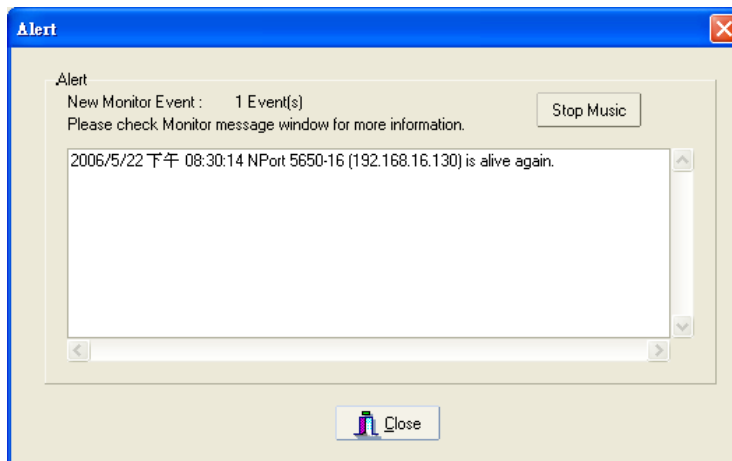 Alert
Alert
New Monitor Event : 1 Event(s)
Please check Monitor message window for more information.
Stop Music
2006/5/22 下午 08:30:14 NPort 5650-16 (192.168.16.130) is alive again.
Close